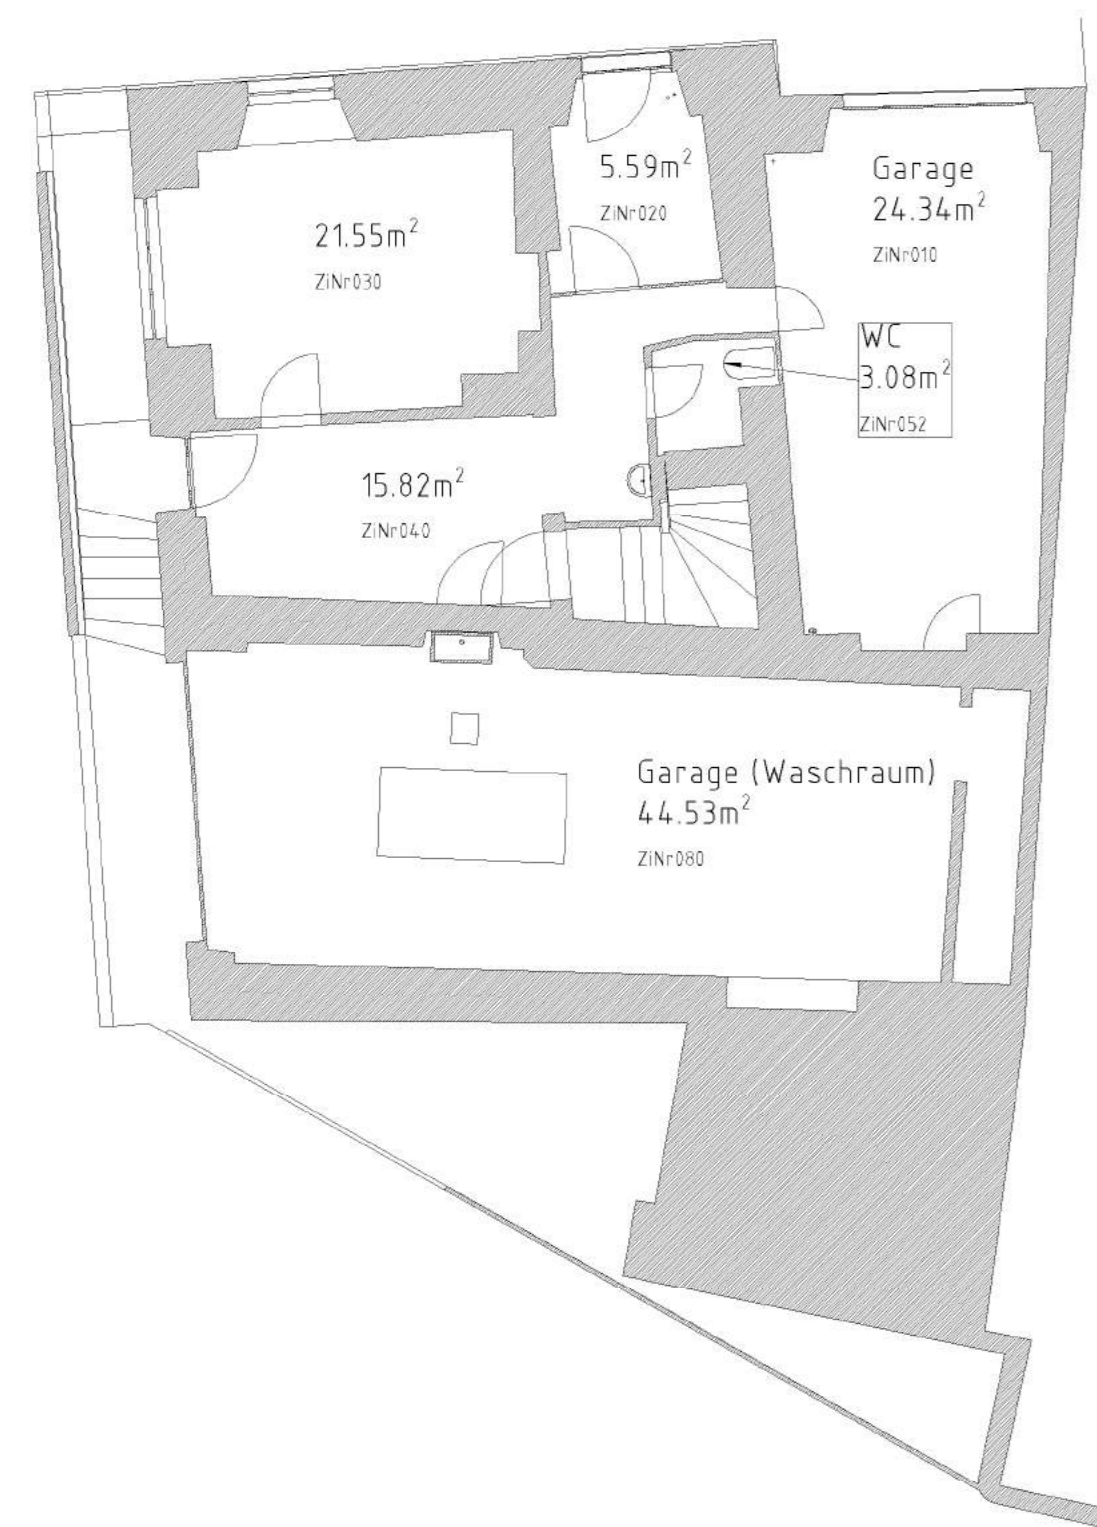 5.59m²
ZiNr020
Garage
24.34m²
ZiNr010
21.55m²
ZiNr030
WC
3.08m²
ZiNr052
15.82m²
ZiNr040
Garage (Waschraum)
44.53m²
ZiNr080